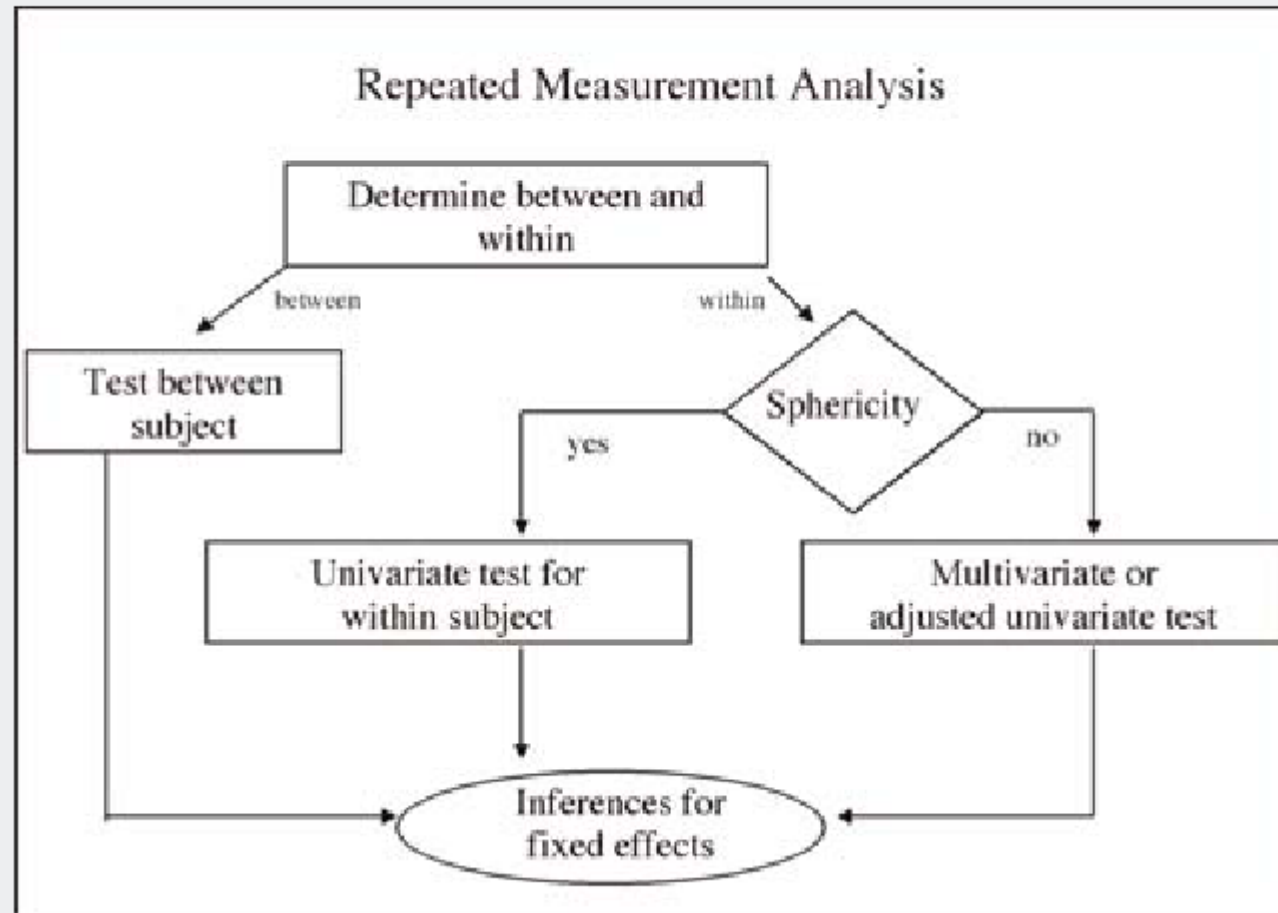 Repeated Measurement Analysis
Determine between and
within
between
within
Test between
subject
Sphericity
yes
no
Univariate test for
within subject
Multivariate or
adjusted univariate test
Inferences for
fixed effects